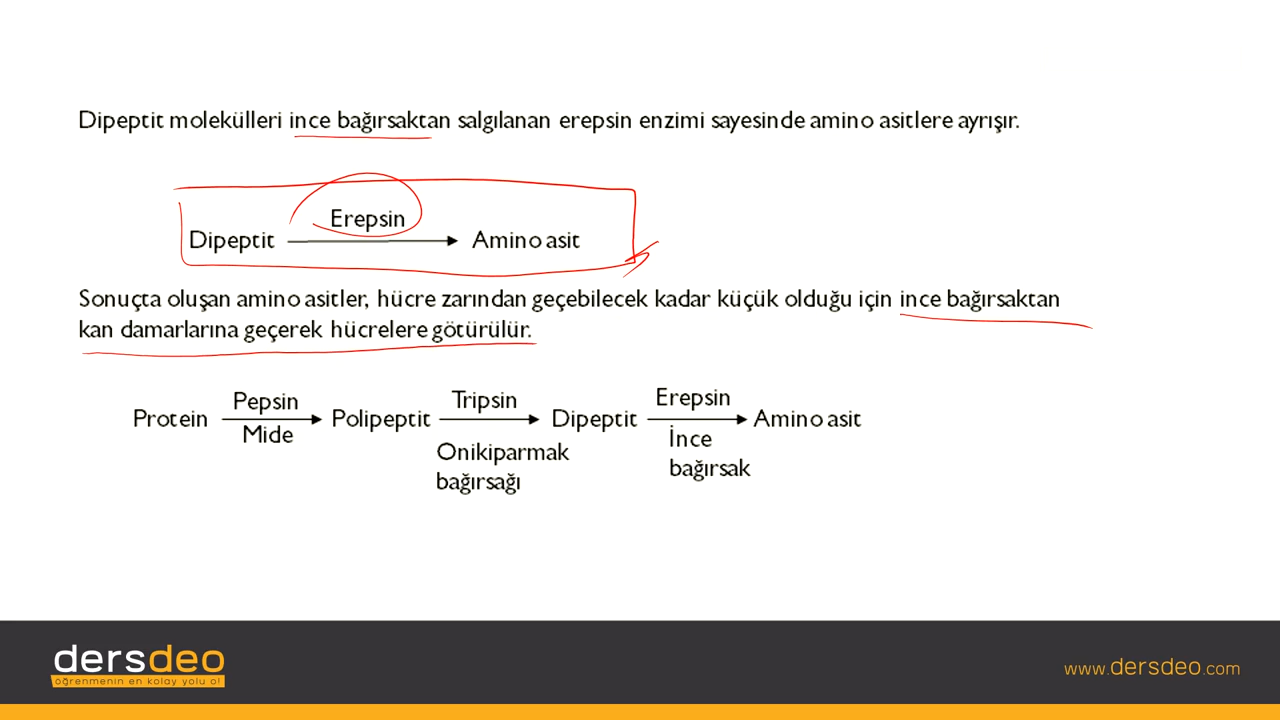 Dipeptit molekülleri ince bağırsaktan salgılanan erepsin enzimi sayesinde amino asitlere ayrışır.
Erepsin
Dipeptit Amino asit
Sonuçta oluşan amino asitler, hücre zarından geçebilecek kadar küçük olduğu için ince bağırsaktan
kan damarlarına geçerek hücrelere götürülür.
Pepsin Tripsin Erepsin
Protein Polipeptit Dipeptit Amino asit
Mide Onikiparmak İnce
bağırsağı bağırsak
dersdeo
öğrenmenin en kolay yolu o!
www.dersdeo.com